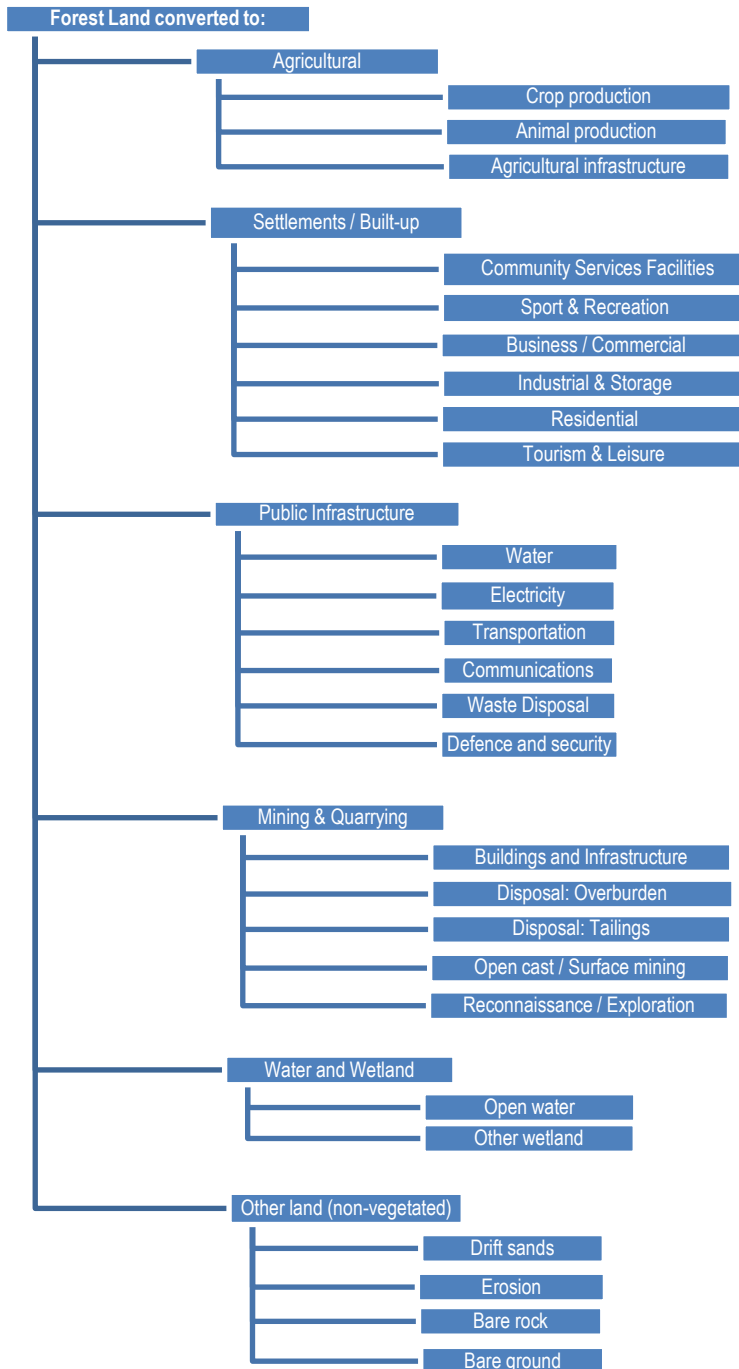 Forest Land converted to:
Agricultural
Crop production
Animal production
Agricultural infrastructure
Settlements / Built-up
Community Services Facilities
Sport & Recreation
Business / Commercial
Industrial & Storage
Residential
Tourism & Leisure
Public Infrastructure
Water
Electricity
Transportation
Communications
Waste Disposal
Defence and security
Mining & Quarrying
Buildings and Infrastructure
Disposal: Overburden
Disposal: Tailings
Open cast / Surface mining
Reconnaissance / Exploration
Water and Wetland
Open water
Other wetland
Other land (non-vegetated)
Drift sands
Erosion
Bare rock
Bare ground